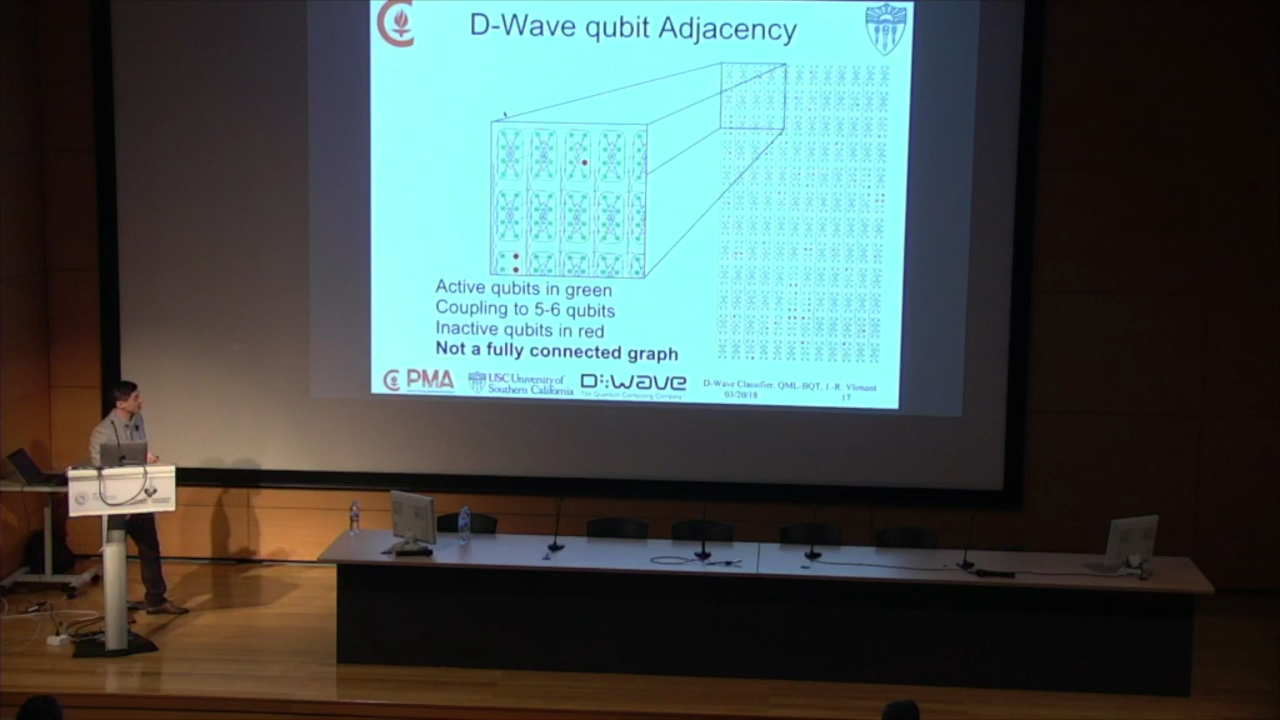 D-Wave qubit Adjacency
Active qubits in green
Coupling to 5-6 qubits
Inactive qubits in red
Not a fully connected graph
PMA
USC University of
Southern California
D:wave
The Quantum Computing Company
D-Wave Classifier, QML-BQT, J.-R. Vlimant
03/20/18
17